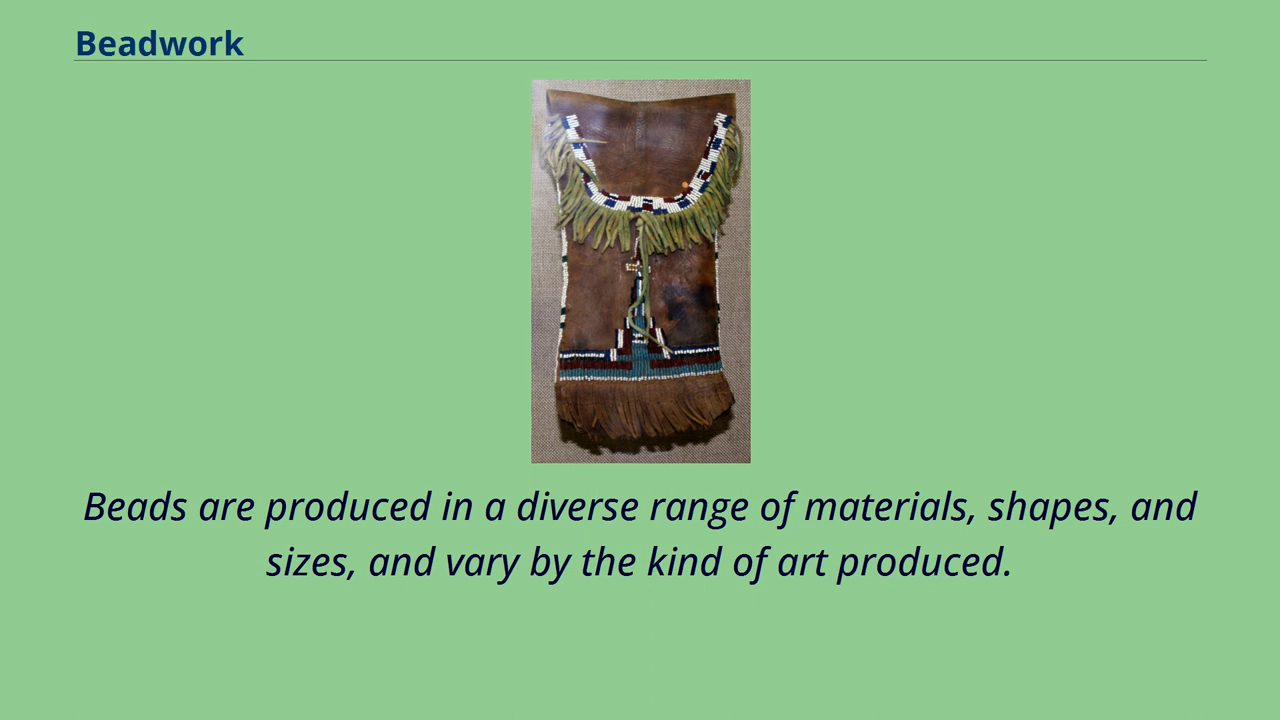 Beadwork
Beads are produced in a diverse range of materials, shapes, and
sizes, and vary by the kind of art produced.